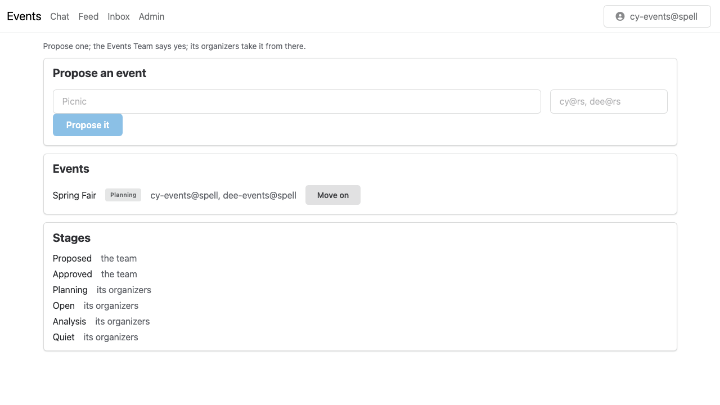 Events Chat Feed Inbox Admin cy-events@spell
Propose one; the Events Team says yes; its organizers take it from there.
Propose an event
Picnic cy@rs, dee@rs
Propose it
Events
Spring Fair Planning cy-events@spell, dee-events@spell Move on
Stages
Proposed the team
Approved the team
Planning its organizers
Open its organizers
Analysis its organizers
Quiet its organizers